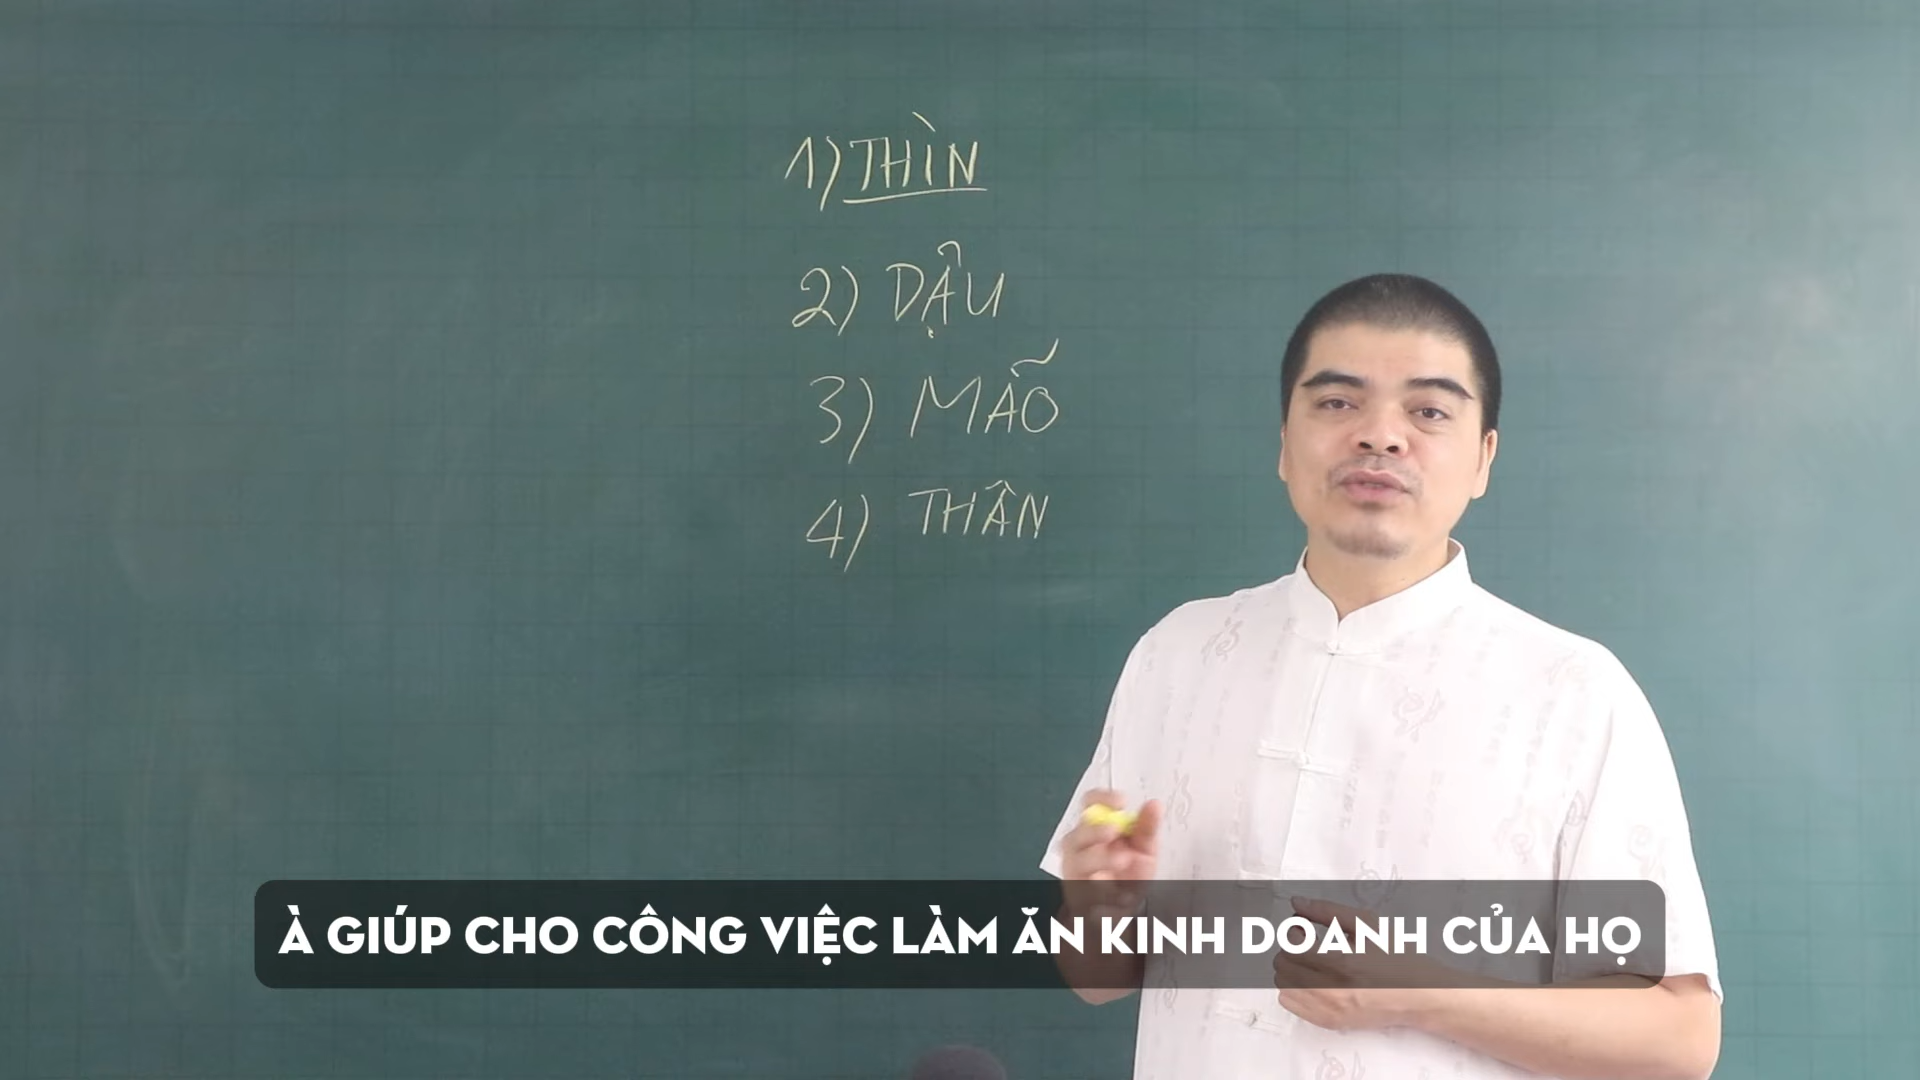 1) THÌN
2) DẬU
3) MÃO
4) THÂN
À GIÚP CHO CÔNG VIỆC LÀM ĂN KINH DOANH CỦA HỌ